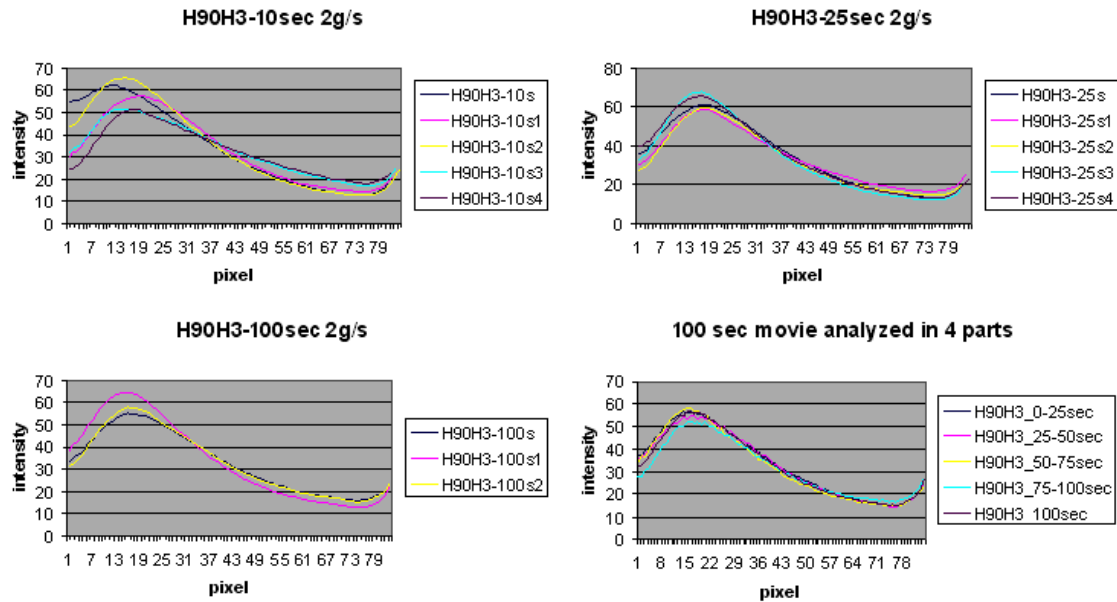 H90H3-10sec 2g/s
70
60
50
40
30
20
10
0
intensity
1 7 13 19 25 31 37 43 49 55 61 67 73 79
pixel
H90H3-10s
H90H3-10s1
H90H3-10s2
H90H3-10s3
H90H3-10s4
H90H3-25sec 2g/s
80
60
40
20
0
intensity
1 7 13 19 25 31 37 43 49 55 61 67 73 79
pixel
H90H3-25s
H90H3-25s1
H90H3-25s2
H90H3-25s3
H90H3-25s4
H90H3-100sec 2g/s
70
60
50
40
30
20
10
0
intensity
1 7 13 19 25 31 37 43 49 55 61 67 73 79
pixel
H90H3-100s
H90H3-100s1
H90H3-100s2
100 sec movie analyzed in 4 parts
70
60
50
40
30
20
10
0
intensity
1 8 15 22 29 36 43 50 57 64 71 78
pixel
H90H3_0-25sec
H90H3_25-50sec
H90H3_50-75sec
H90H3_75-100sec
H90H3_100sec